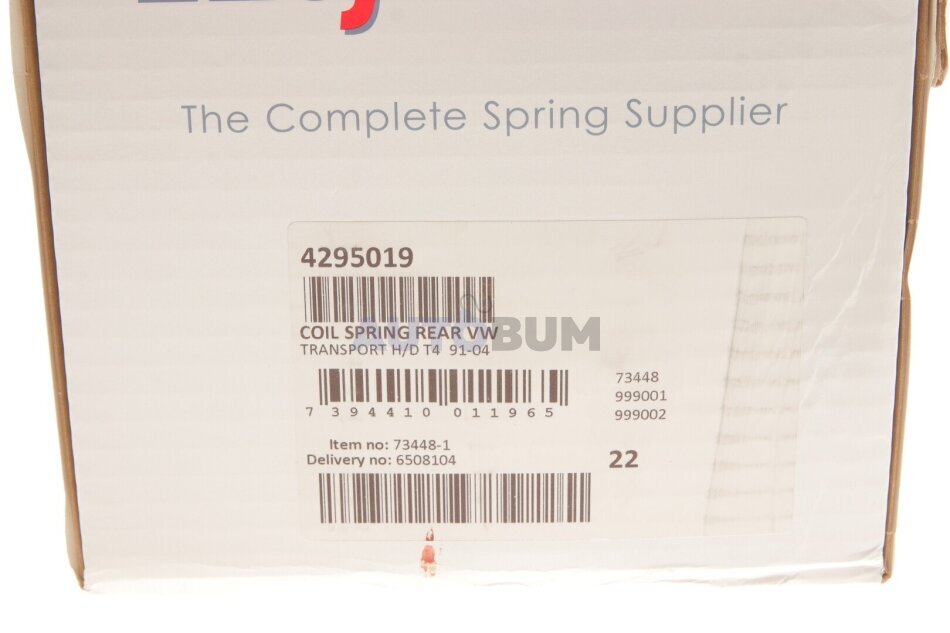 The Complete Spring Supplier
4295019
COIL SPRING REAR VW
TRANSPORT H/D T4 91-04
AUTOBUM
7 394410 011965
73448
999001
999002
Item no: 73448-1
Delivery no: 6508104
22